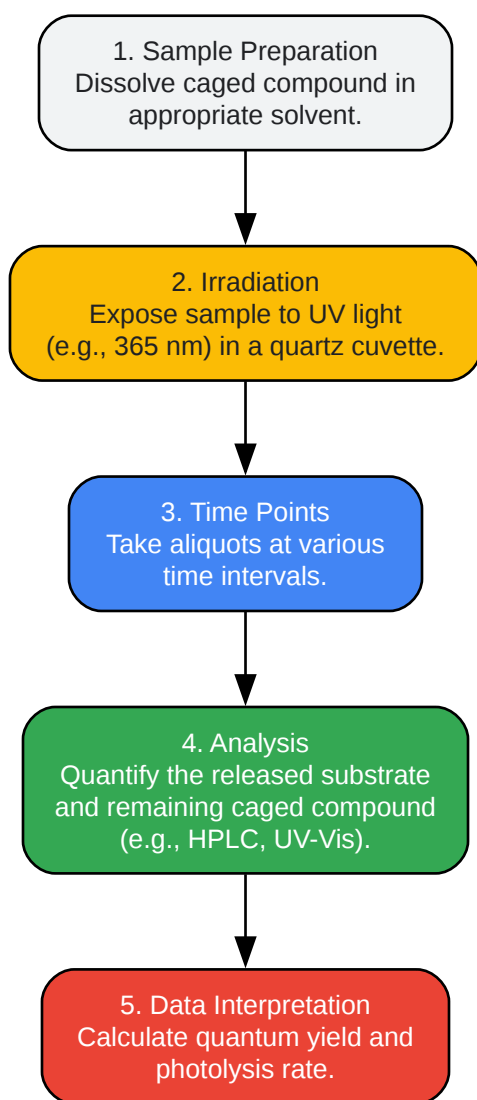 1. Sample Preparation
Dissolve caged compound in
appropriate solvent.
2. Irradiation
Expose sample to UV light
(e.g., 365 nm) in a quartz cuvette.
3. Time Points
Take aliquots at various
time intervals.
4. Analysis
Quantify the released substrate
and remaining caged compound
(e.g., HPLC, UV-Vis).
5. Data Interpretation
Calculate quantum yield and
photolysis rate.